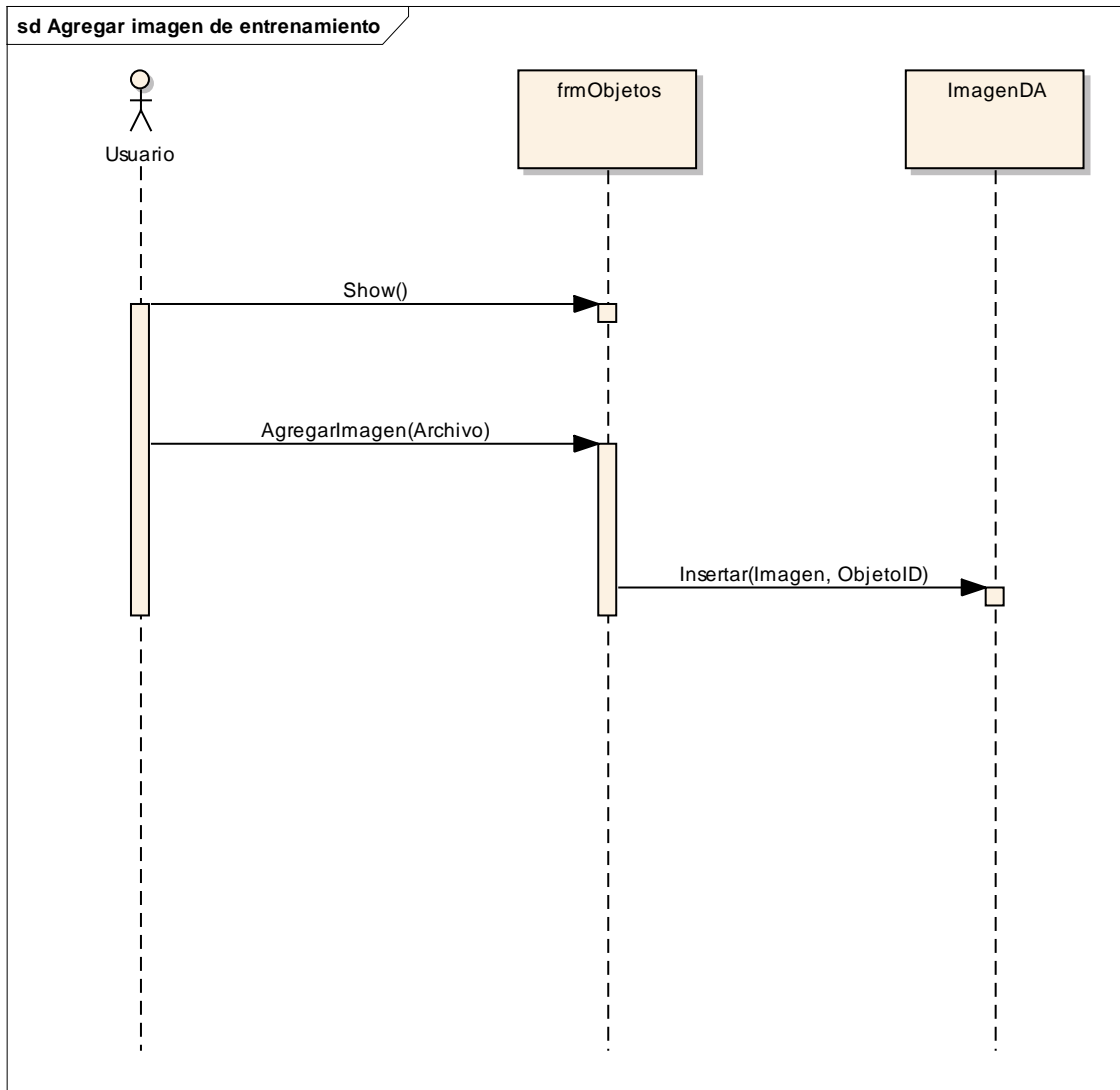 sd Agregar imagen de entrenamiento
Usuario
frmObjetos
ImagenDA
Show()
AgregarImagen(Archivo)
Insertar(Imagen, ObjetoID)